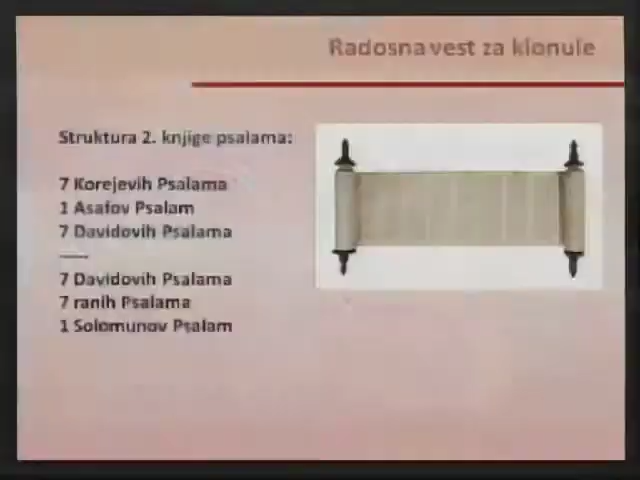 Radosna vest za klonule
Struktura 2. knjige psalama:
7 Korejevih Psalama
1 Asafov Psalam
7 Davidovih Psalama
----
7 Davidovih Psalama
7 ranih Psalama
1 Solomunov Psalam